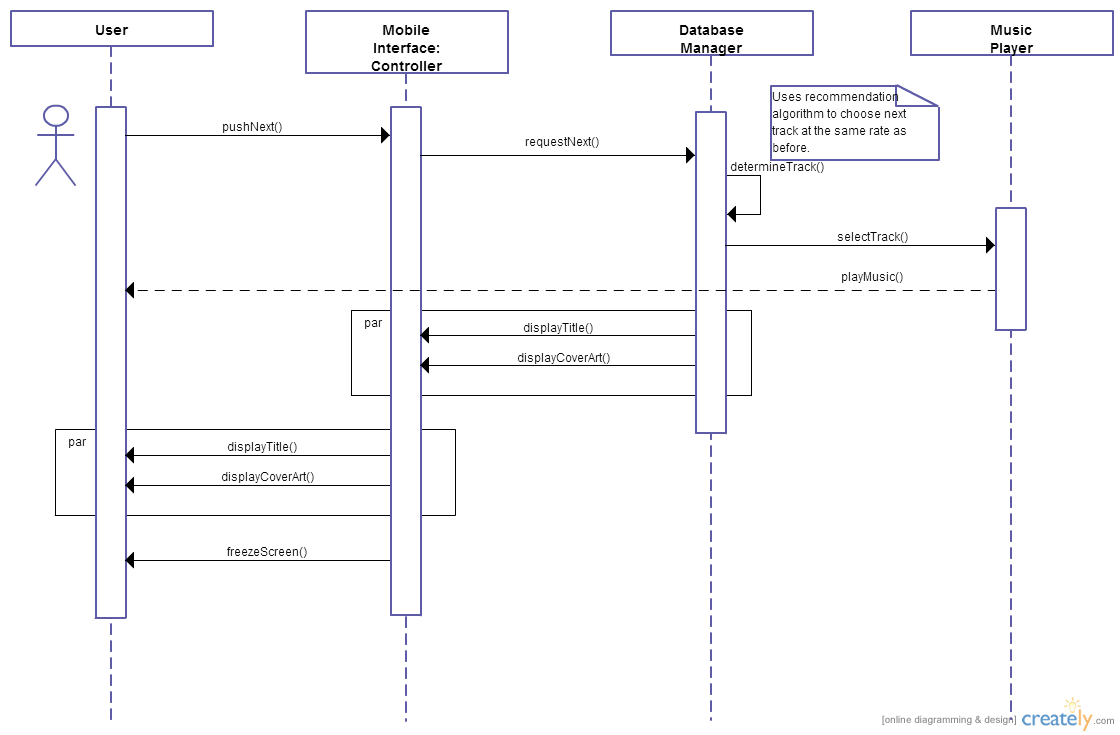 User
Mobile
Interface:
Controller
Database
Manager
Music
Player
Uses recommendation
algorithm to choose next
track at the same rate as
before.
pushNext()
requestNext()
determineTrack()
selectTrack()
playMusic()
par
displayTitle()
displayCoverArt()
par
displayTitle()
displayCoverArt()
freezeScreen()
[online diagramming & design] creately.com